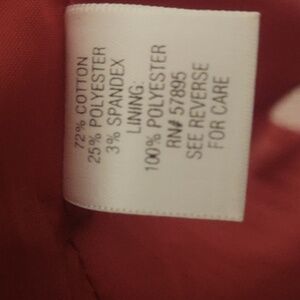 72% COTTON
25% POLYESTER
3% SPANDEX
LINING:
100% POLYESTER
RN# 57895
SEE REVERSE
FOR CARE